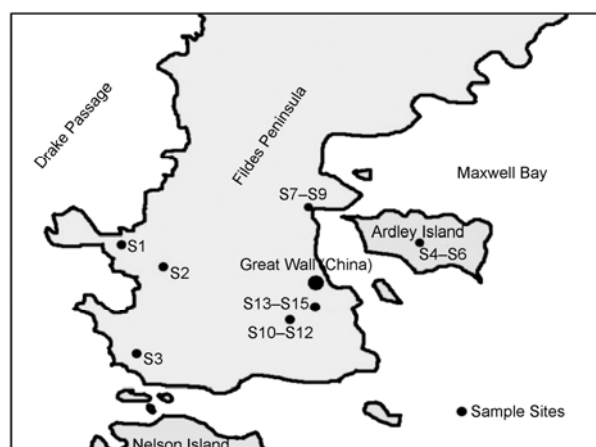 Drake Passage
Fildes Peninsula
Maxwell Bay
S7–S9
Ardley Island
S1
S4–S6
Great Wall (China)
S2
S13–S15
S10–S12
S3
Sample Sites
Nelson Island